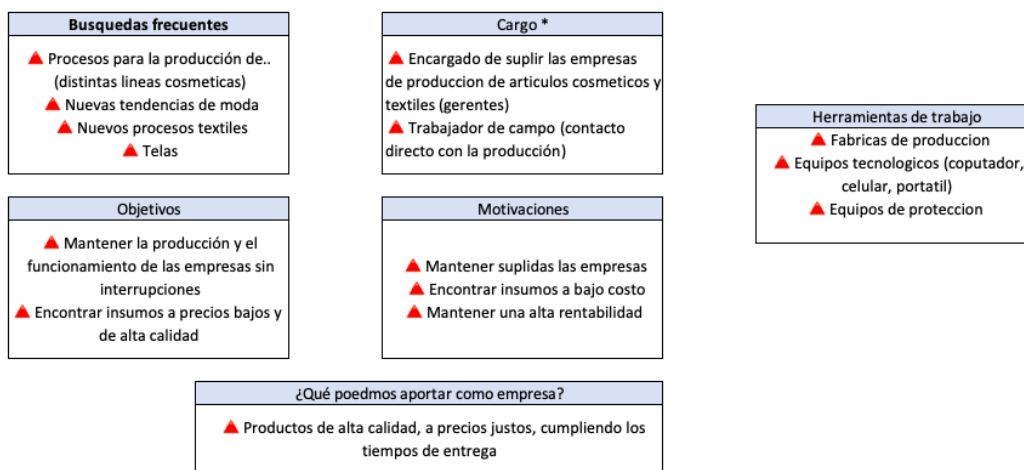 Busquedas frecuentes
Procesos para la producción de..
(distintas lineas cosmeticas)
Nuevas tendencias de moda
Nuevos procesos textiles
Telas
Cargo *
Encargado de suplir las empresas
de produccion de articulos cosmeticos y
textiles (gerentes)
Trabajador de campo (contacto
directo con la producción)
Herramientas de trabajo
Fabricas de produccion
Equipos tecnologicos (coputador,
celular, portatil)
Equipos de proteccion
Objetivos
Mantener la producción y el
funcionamiento de las empresas sin
interrupciones
Encontrar insumos a precios bajos y
de alta calidad
Motivaciones
Mantener suplidas las empresas
Encontrar insumos a bajo costo
Mantener una alta rentabilidad
¿Qué poedmos aportar como empresa?
Productos de alta calidad, a precios justos, cumpliendo los
tiempos de entrega